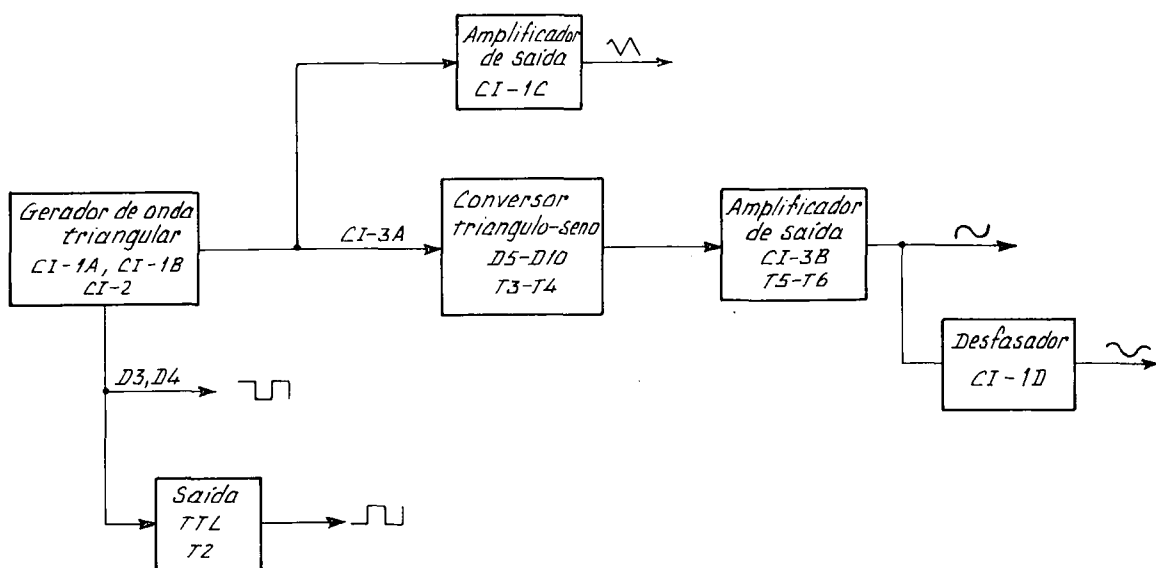 Amplificador
de saída
CI-1C
Gerador de onda
triangular
CI-1A, CI-1B
CI-2
CI-3A
Conversor
triangulo-seno
D5-D10
T3-T4
Amplificador
de saída
CI-3B
T5-T6
Desfasador
CI-1D
D3,D4
Saída
TTL
T2